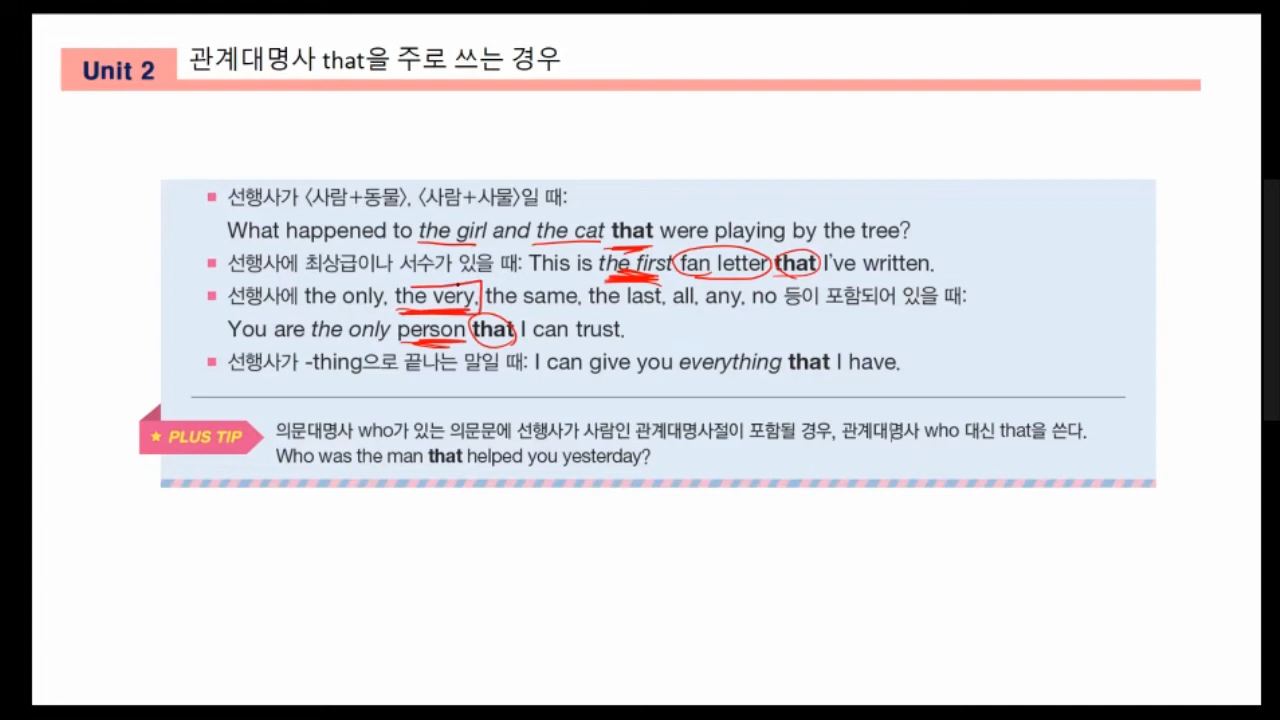 Unit 2 관계대명사 that을 주로 쓰는 경우
■ 선행사가 〈사람+동물〉, 〈사람+사물〉일 때:
What happened to the girl and the cat that were playing by the tree?
■ 선행사에 최상급이나 서수가 있을 때: This is the first fan letter that I've written.
■ 선행사에 the only, the very, the same, the last, all, any, no 등이 포함되어 있을 때:
You are the only person that I can trust.
■ 선행사가 -thing으로 끝나는 말일 때: I can give you everything that I have.
★ PLUS TIP 의문대명사 who가 있는 의문문에 선행사가 사람인 관계대명사절이 포함될 경우, 관계대명사 who 대신 that을 쓴다.
Who was the man that helped you yesterday?